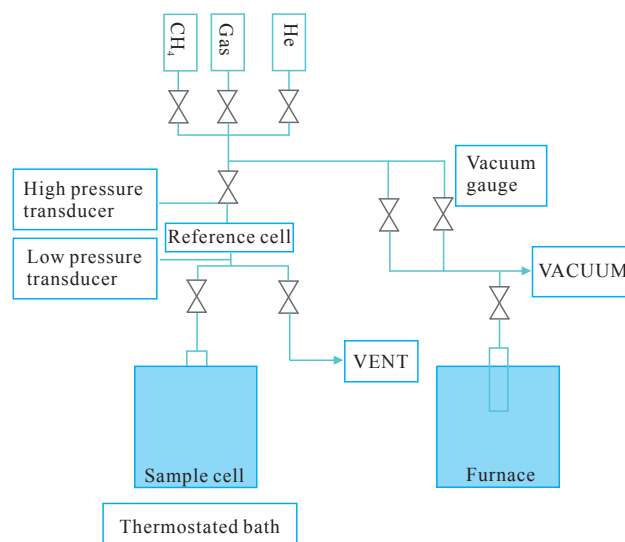 CH₄
Gas
He
High pressure
transducer
Vacuum
gauge
Reference cell
Low pressure
transducer
VACUUM
VENT
Sample cell
Furnace
Thermostated bath